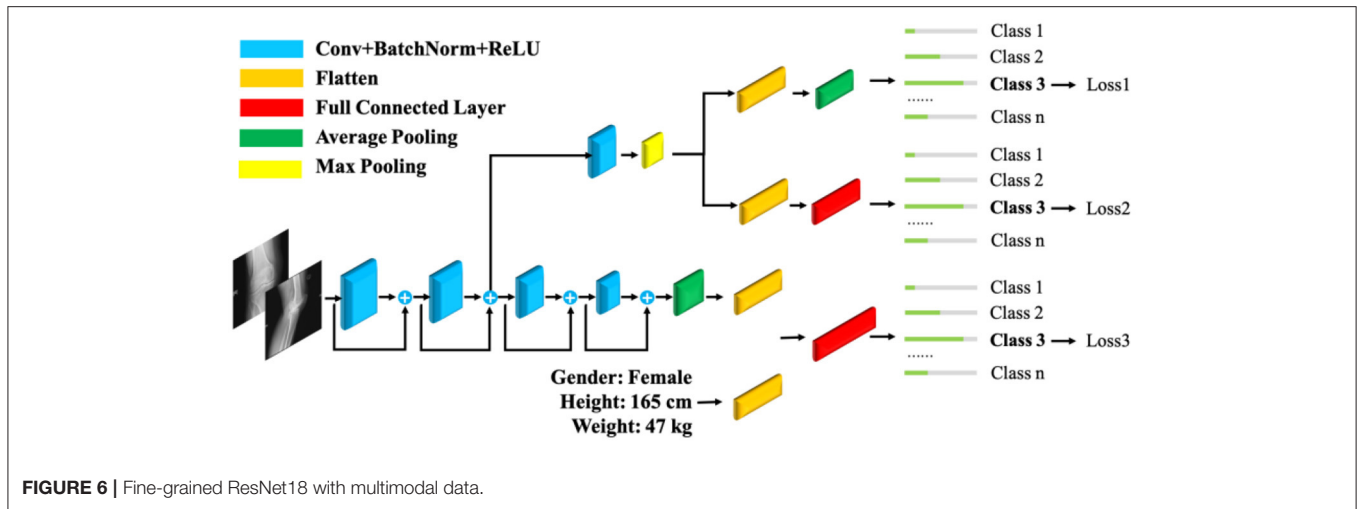 Conv+BatchNorm+ReLU
Flatten
Full Connected Layer
Average Pooling
Max Pooling
Class 1
Class 2
Class 3 Loss1
......
Class n
Class 1
Class 2
Class 3 Loss2
......
Class n
Class 1
Class 2
Class 3 Loss3
......
Class n
Gender: Female
Height: 165 cm
Weight: 47 kg
FIGURE 6 | Fine-grained ResNet18 with multimodal data.